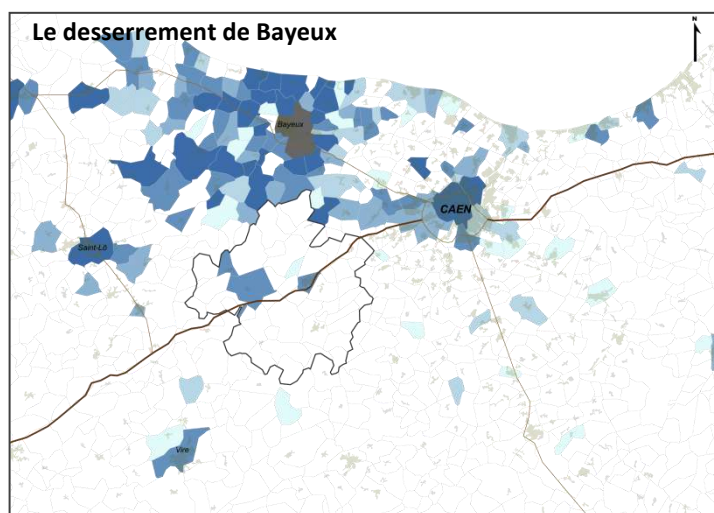 Le desserrement de Bayeux
N
Bayeux
CAEN
Saint-Lô
Vire